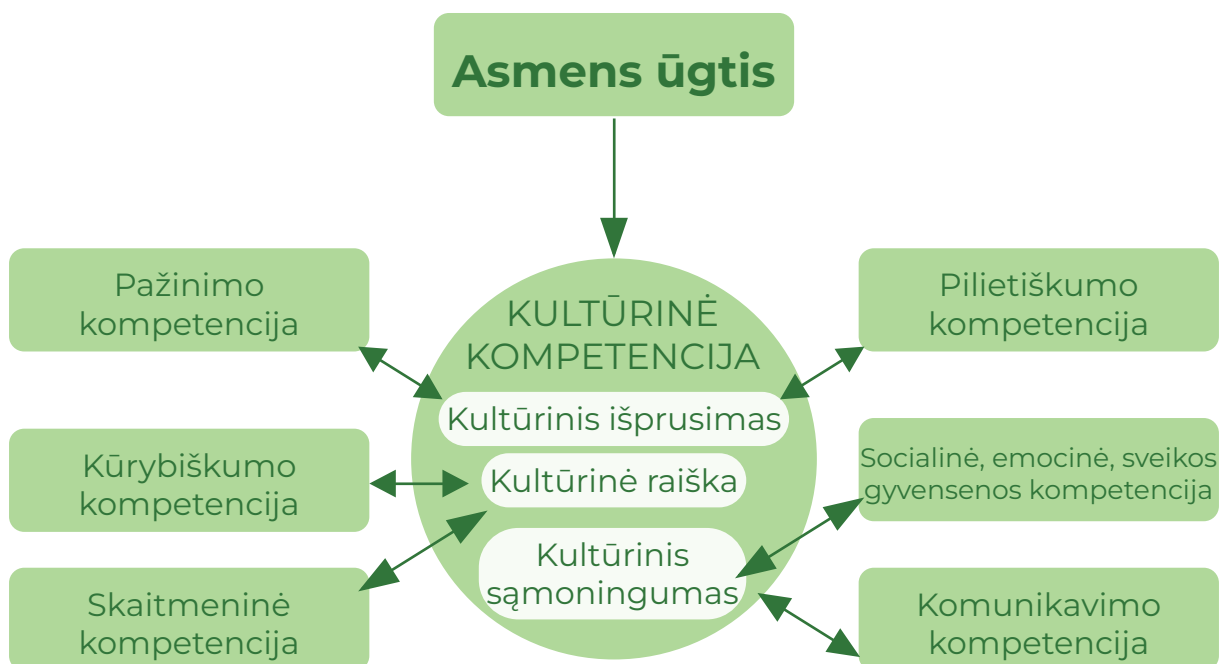 Asmens ūgtis
Pažinimo
kompetencija
Kūrybiškumo
kompetencija
Skaitmeninė
kompetencija
KULTŪRINĖ
KOMPETENCIJA
Kultūrinis išprusimas
Kultūrinė raiška
Kultūrinis
sąmoningumas
Pilietiškumo
kompetencija
Socialinė, emocinė, sveikos
gyvensenos kompetencija
Komunikavimo
kompetencija